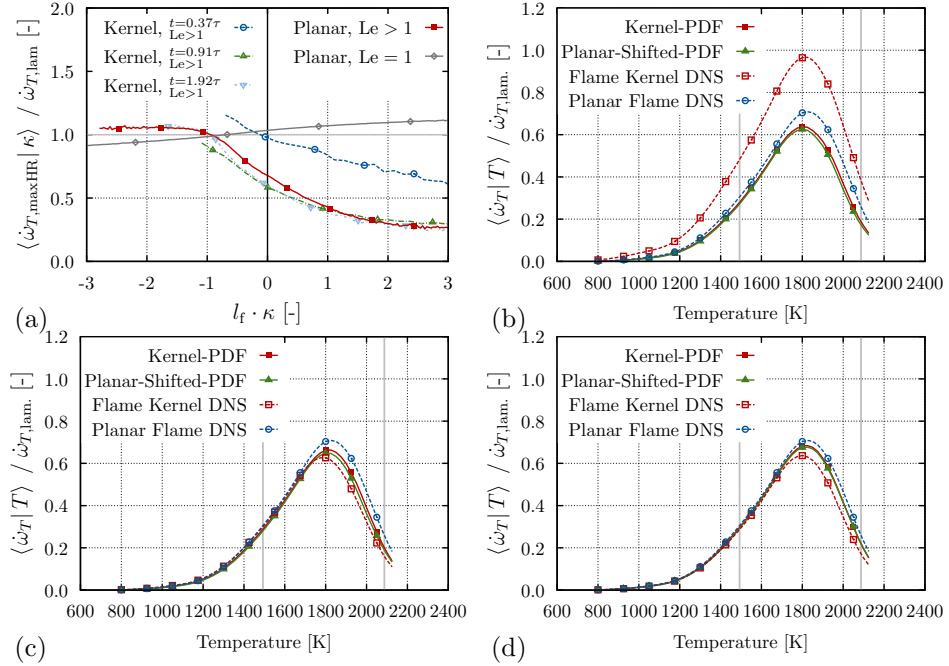 ⟨ω̇T,maxHR| κ⟩ / ω̇T,lam [-]
2.0
1.5
1.0
0.5
0.0
Kernel, t=0.37τ Le>1
Kernel, t=0.91τ Le>1
Kernel, t=1.92τ Le>1
Planar, Le > 1
Planar, Le = 1
-3 -2 -1 0 1 2 3
lf · κ [-]
(a)
⟨ω̇T| T⟩ / ω̇T,lam. [-]
1.2
1.0
0.8
0.6
0.4
0.2
0.0
Kernel-PDF
Planar-Shifted-PDF
Flame Kernel DNS
Planar Flame DNS
600 800 1000 1200 1400 1600 1800 2000 2200 2400
Temperature [K]
(b)
⟨ω̇T| T⟩ / ω̇T,lam. [-]
1.2
1.0
0.8
0.6
0.4
0.2
0.0
Kernel-PDF
Planar-Shifted-PDF
Flame Kernel DNS
Planar Flame DNS
600 800 1000 1200 1400 1600 1800 2000 2200 2400
Temperature [K]
(c)
⟨ω̇T| T⟩ / ω̇T,lam. [-]
1.2
1.0
0.8
0.6
0.4
0.2
0.0
Kernel-PDF
Planar-Shifted-PDF
Flame Kernel DNS
Planar Flame DNS
600 800 1000 1200 1400 1600 1800 2000 2200 2400
Temperature [K]
(d)